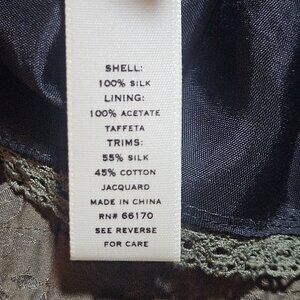 SHELL:
100% SILK
LINING:
100% ACETATE
TAFFETA
TRIMS:
55% SILK
45% COTTON
JACQUARD
MADE IN CHINA
RN# 66170
SEE REVERSE
FOR CARE